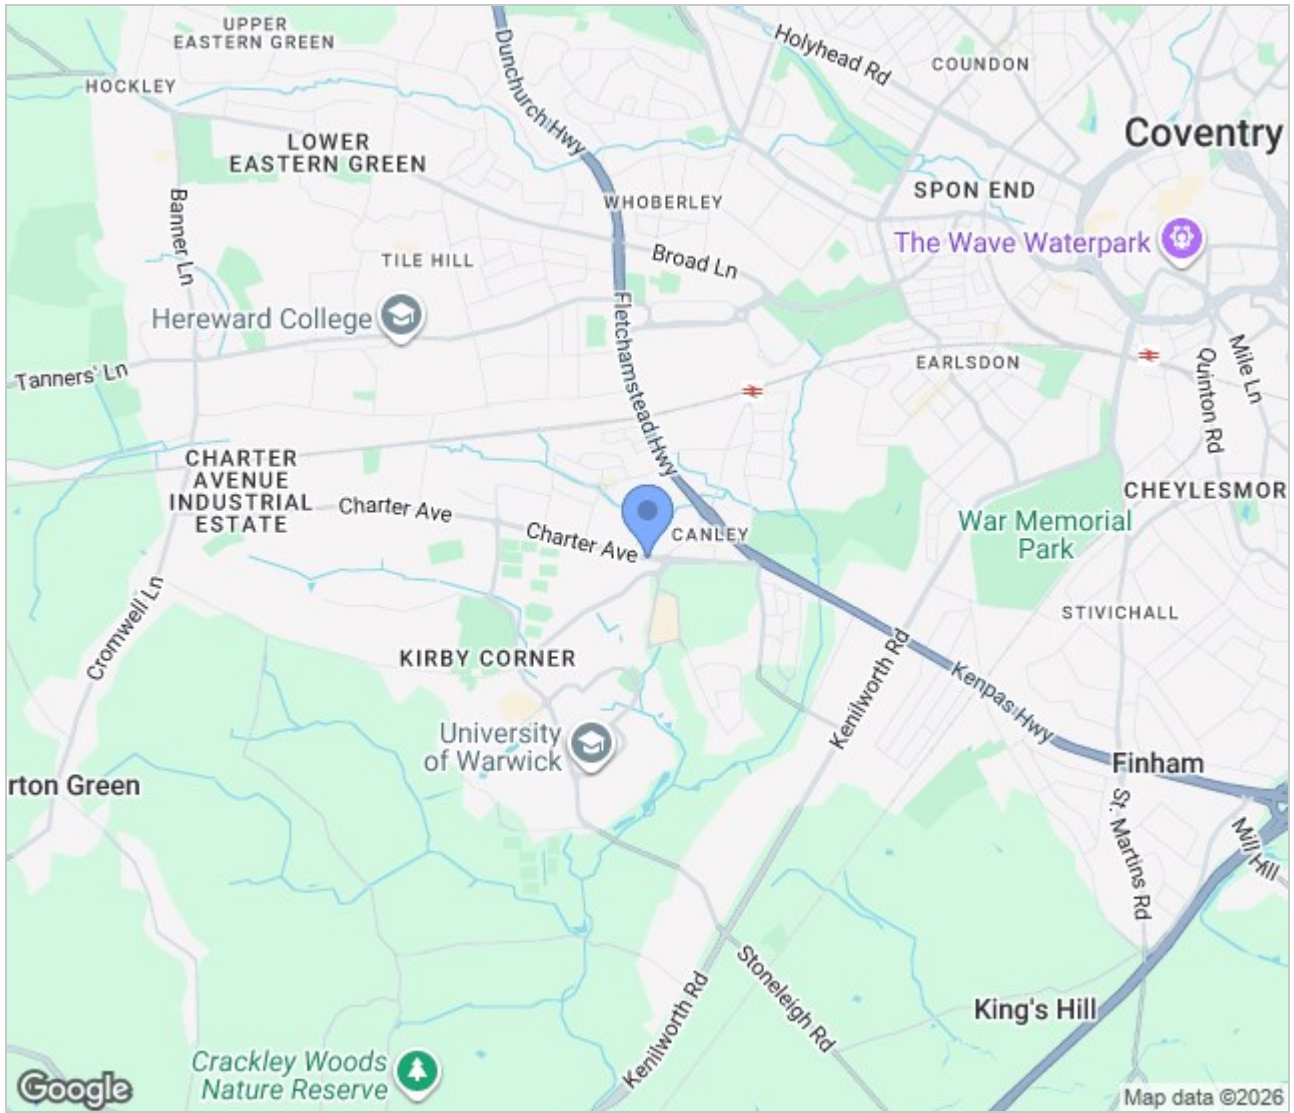 UPPER
EASTERN GREEN
HOCKLEY
Dunchurch Hwy
Holyhead Rd
COUNDON
Coventry
LOWER
EASTERN GREEN
Banner Ln
WHOBERLEY
SPON END
The Wave Waterpark
Broad Ln
TILE HILL
Hereward College
Fletchamstead Hwy
Tanners' Ln
EARLSDON
Quinton Rd
Mile Ln
CHARTER
AVENUE
INDUSTRIAL
ESTATE
Charter Ave
Charter Ave
CANLEY
War Memorial
Park
CHEYLESMOR
STIVICHALL
Cromwell Ln
KIRBY CORNER
Kenilworth Rd
Kenpas Hwy
University
of Warwick
Finham
rton Green
St. Martins Rd
Mill Hill
Stoneleigh Rd
Kenilworth Rd
King's Hill
Crackley Woods
Nature Reserve
Google
Map data ©2026